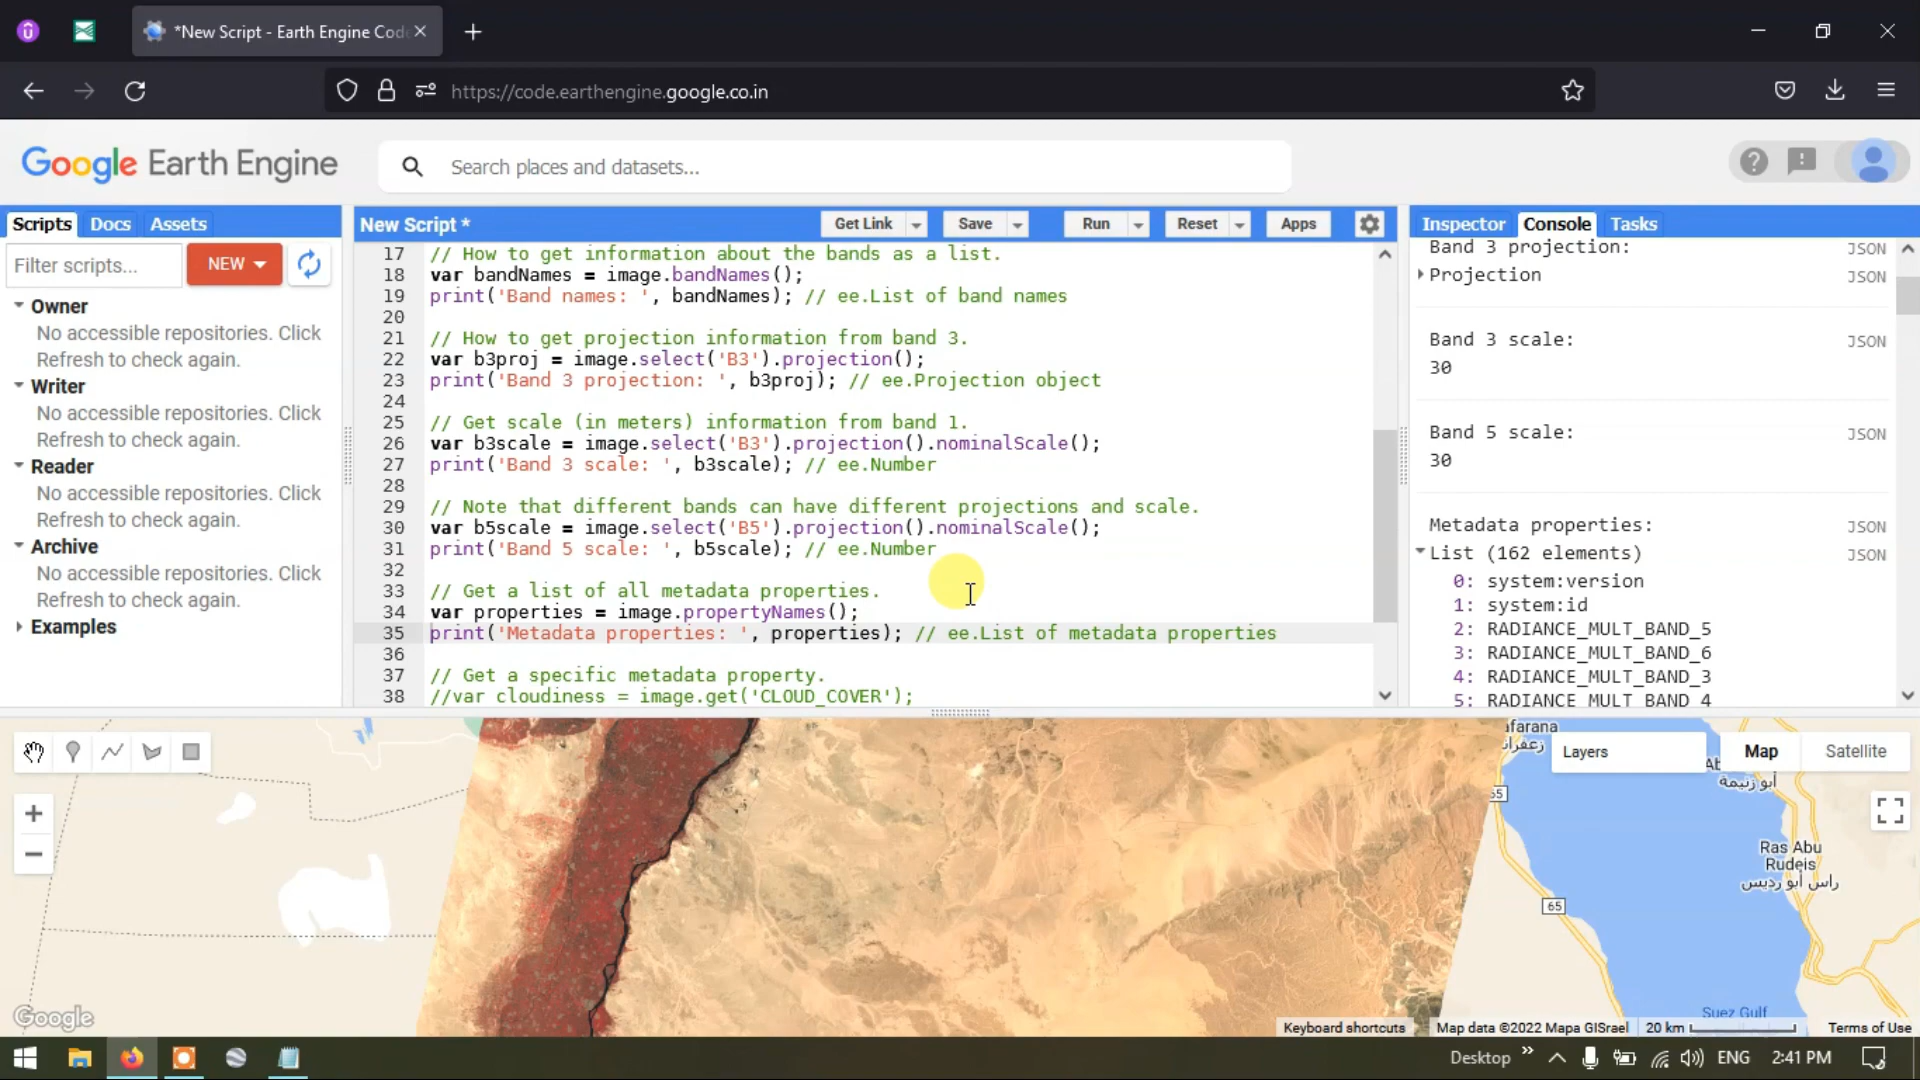 *New Script - Earth Engine Cod
https://code.earthengine.google.co.in
Google Earth Engine
Search places and datasets...
Scripts Docs Assets
Filter scripts...
NEW
Owner
No accessible repositories. Click
Refresh to check again.
Writer
No accessible repositories. Click
Refresh to check again.
Reader
No accessible repositories. Click
Refresh to check again.
Archive
No accessible repositories. Click
Refresh to check again.
Examples
New Script *
Get Link
Save
Run
Reset
Apps
17 // How to get information about the bands as a list.
18 var bandNames = image.bandNames();
19 print('Band names: ', bandNames); // ee.List of band names
20
21 // How to get projection information from band 3.
22 var b3proj = image.select('B3').projection();
23 print('Band 3 projection: ', b3proj); // ee.Projection object
24
25 // Get scale (in meters) information from band 1.
26 var b3scale = image.select('B3').projection().nominalScale();
27 print('Band 3 scale: ', b3scale); // ee.Number
28
29 // Note that different bands can have different projections and scale.
30 var b5scale = image.select('B5').projection().nominalScale();
31 print('Band 5 scale: ', b5scale); // ee.Number
32
33 // Get a list of all metadata properties.
34 var properties = image.propertyNames();
35 print('Metadata properties: ', properties); // ee.List of metadata properties
36
37 // Get a specific metadata property.
38 //var cloudiness = image.get('CLOUD_COVER');
Inspector Console Tasks
Band 3 projection: JSON
Projection JSON
Band 3 scale: JSON
30
Band 5 scale: JSON
30
Metadata properties: JSON
List (162 elements) JSON
0: system:version
1: system:id
2: RADIANCE_MULT_BAND_5
3: RADIANCE_MULT_BAND_6
4: RADIANCE_MULT_BAND_3
5: RADIANCE_MULT_BAND_4
Layers
Map
Satellite
أبو زنيمة
65
Ras Abu
Rudeis
راس أبو رديس
65
Suez Gulf
Google
Keyboard shortcuts
Map data ©2022 Mapa GISrael
20 km
Terms of Use
Desktop
ENG
2:41 PM